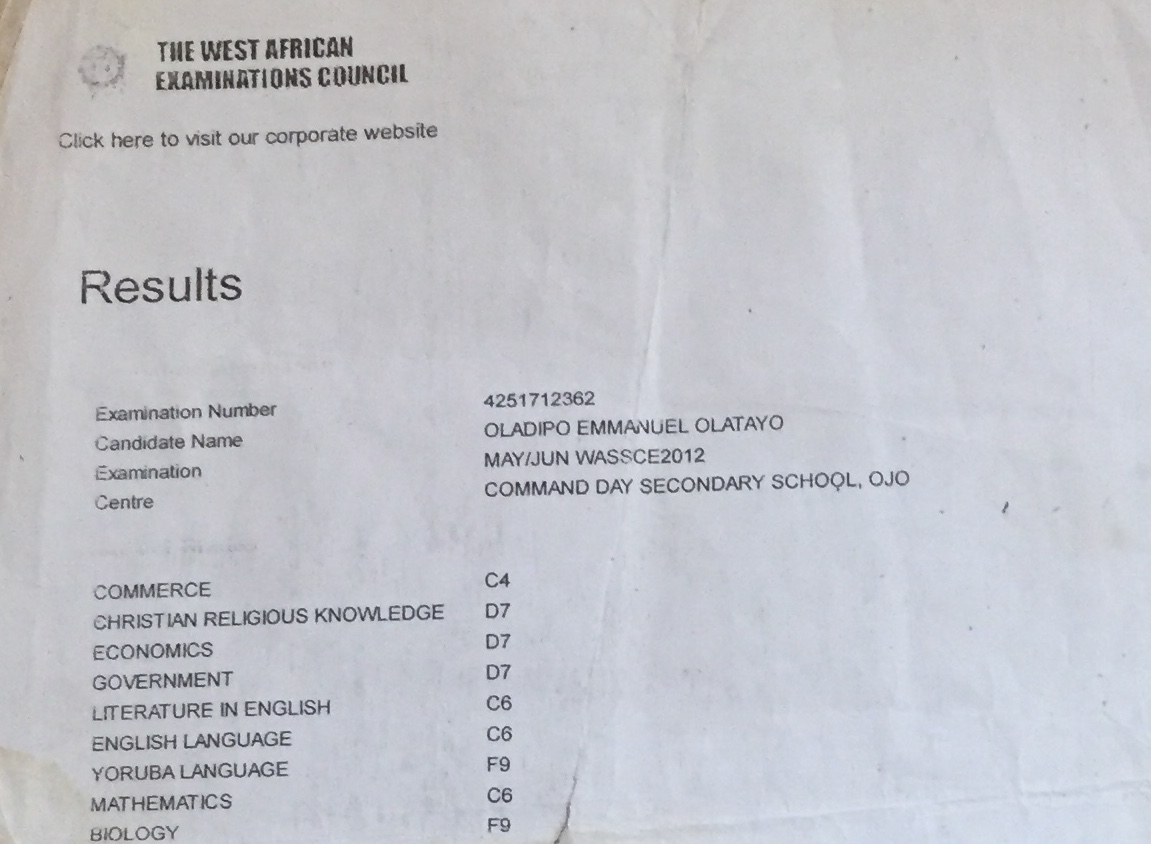 THE WEST AFRICAN
EXAMINATIONS COUNCIL
Click here to visit our corporate website
Results
Examination Number 4251712362
Candidate Name OLADIPO EMMANUEL OLATAYO
Examination MAY/JUN WASSCE2012
Centre COMMAND DAY SECONDARY SCHOOL, OJO
COMMERCE C4
CHRISTIAN RELIGIOUS KNOWLEDGE D7
ECONOMICS D7
GOVERNMENT D7
LITERATURE IN ENGLISH C6
ENGLISH LANGUAGE C6
YORUBA LANGUAGE F9
MATHEMATICS C6
BIOLOGY F9